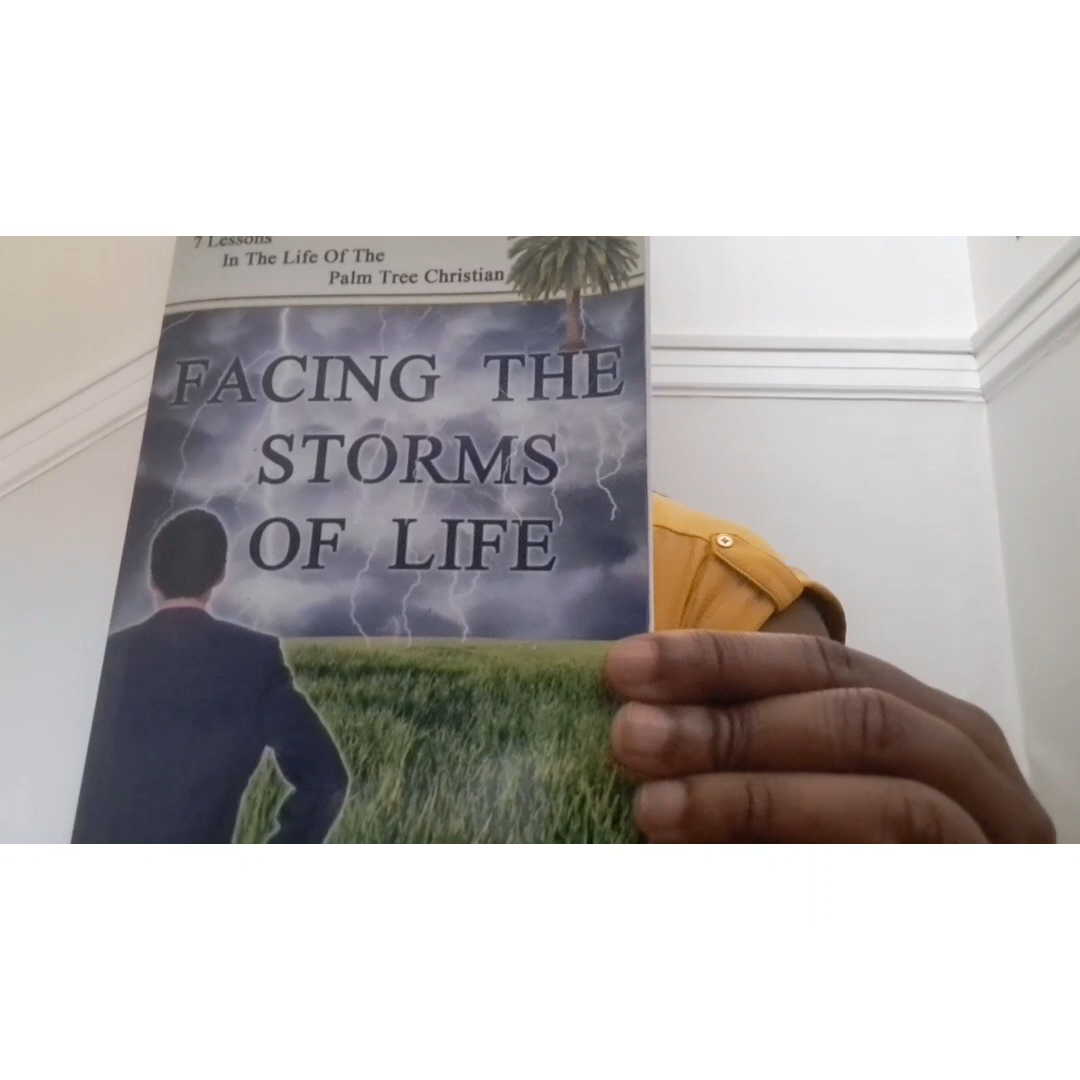 7 Lessons
In The Life Of The
Palm Tree Christian
FACING THE
STORMS
OF LIFE